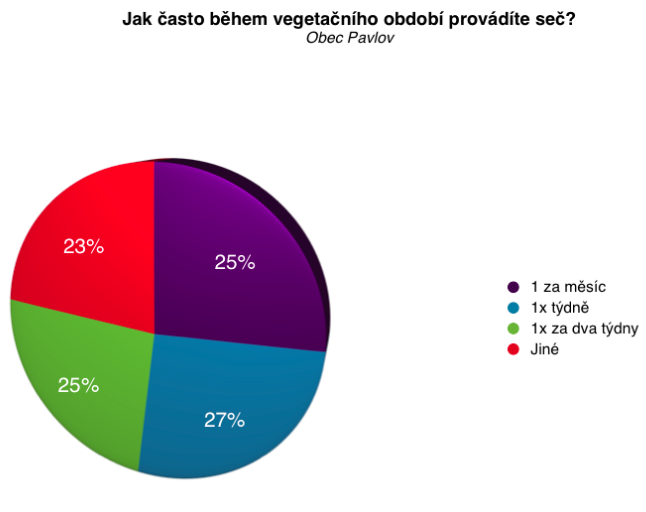 Jak často během vegetačního období provádíte seč?
Obec Pavlov
23%
25%
25%
27%
1 za měsíc
1x týdně
1x za dva týdny
Jiné